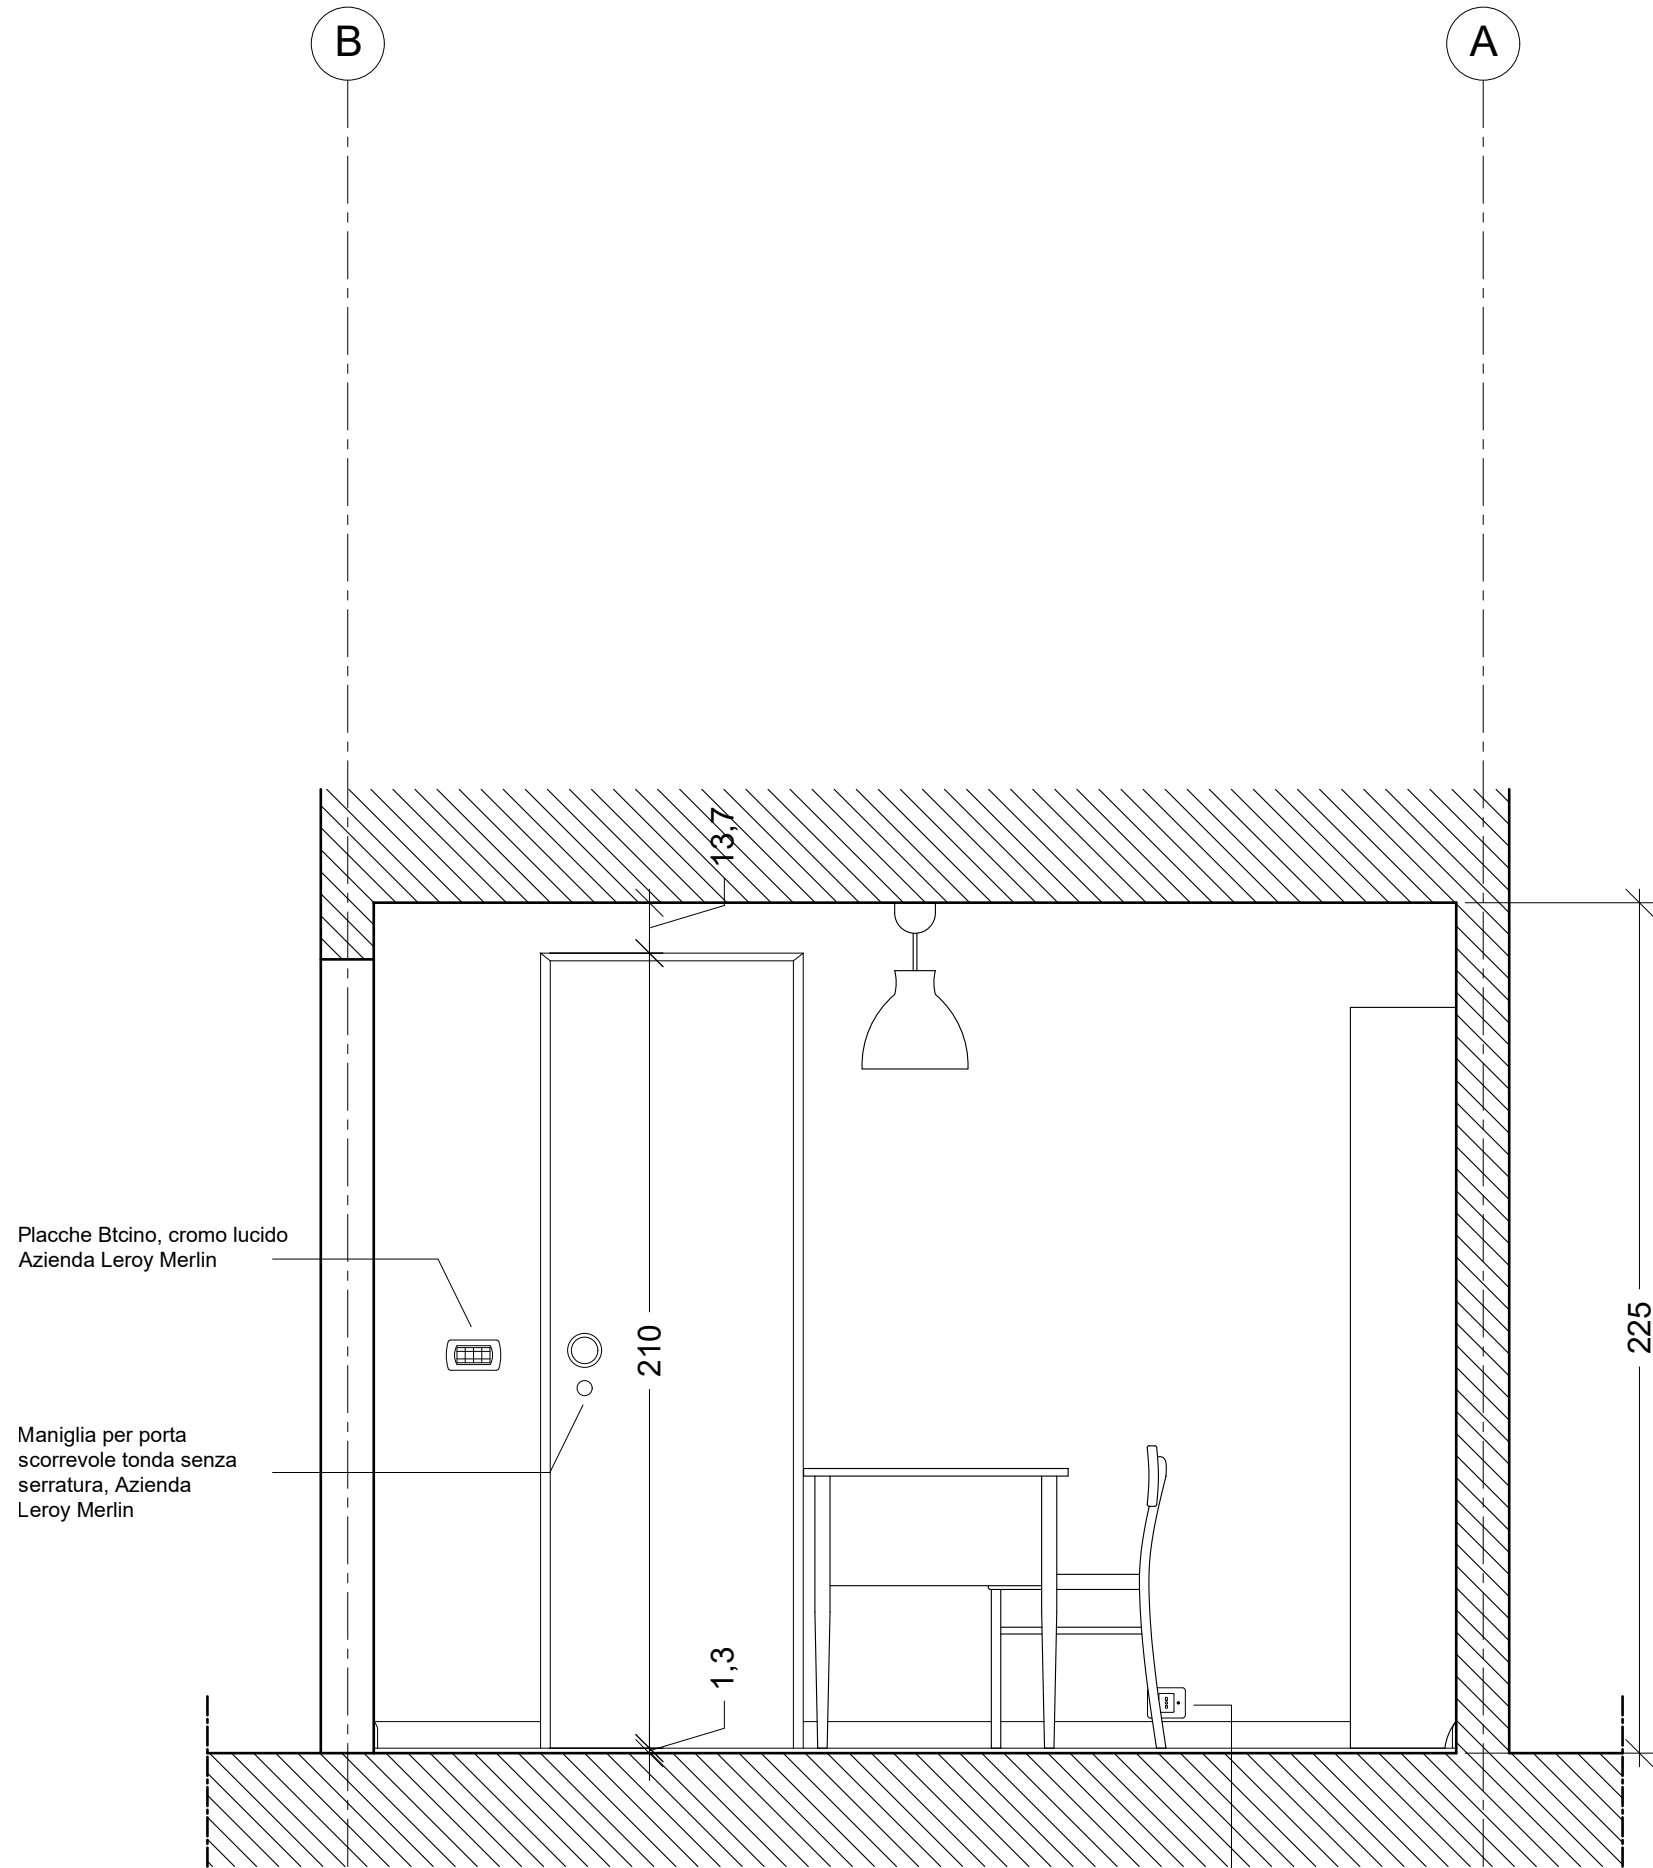 B
A
13,7
Placche Btcino, cromo lucido
Azienda Leroy Merlin
210
225
Maniglia per porta
scorrevole tonda senza
serratura, Azienda
Leroy Merlin
1,3